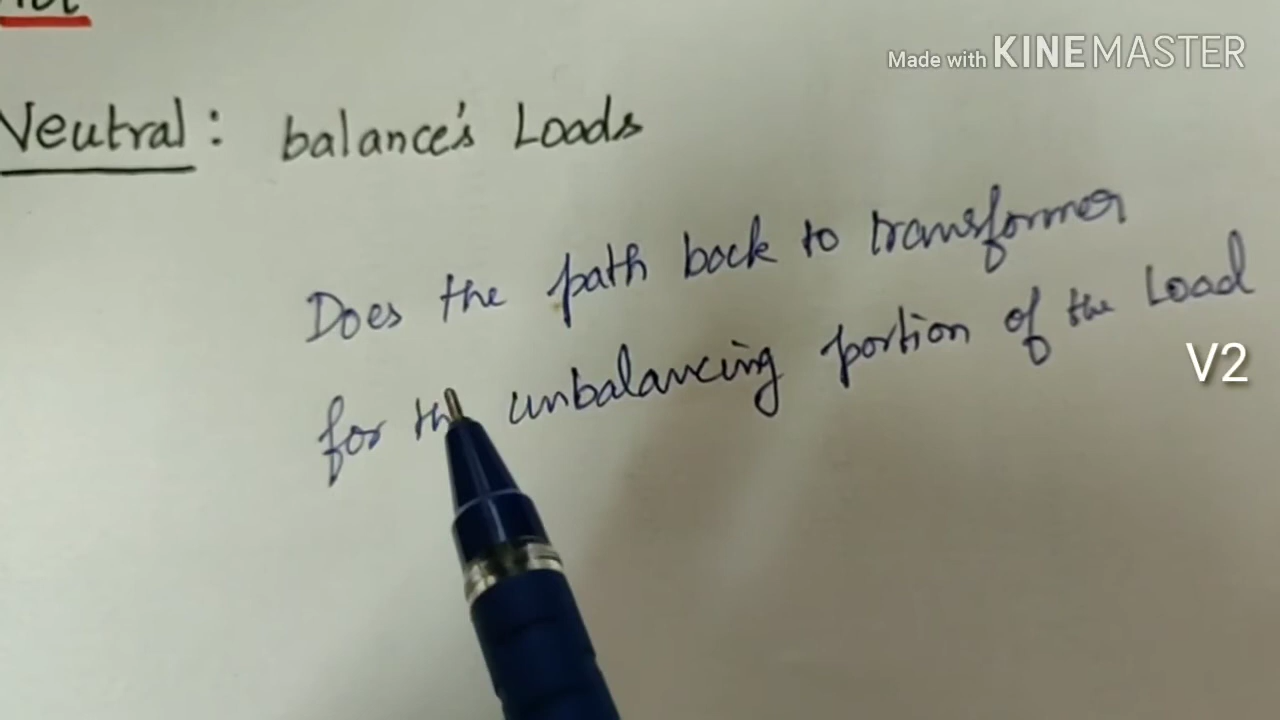 Made with KINEMASTER
Neutral: balance's Loads
Does the path back to transformer
for the unbalancing portion of the Load
V2